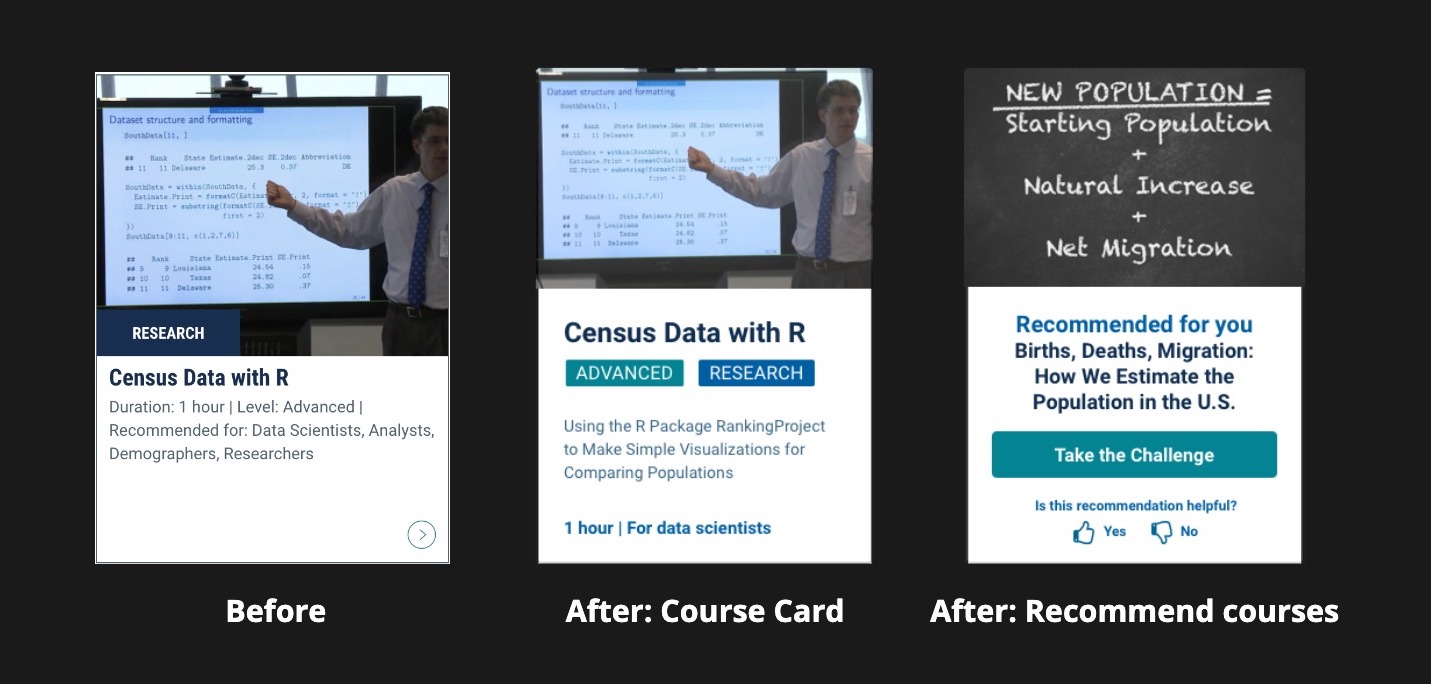 Dataset structure and formatting
SouthData[11, ]
## Rank State Estimate.2dec SE.2dec Abbreviation
## 11 11 Delaware 25.3 0.37 DE
SouthData = within(SouthData, {
Estimate.Print = formatC(Estimat 2, format = "f")
SE.Print = substring(formatC(SE.2dec, f
first = 2)
})
SouthData[9:11, c(1,2,7,6)]
## Rank State Estimate.Print SE.Print
## 9 9 Louisiana 24.54 .15
## 10 10 Texas 24.82 .07
## 11 11 Delaware 25.30 .37
RESEARCH
Census Data with R
Duration: 1 hour | Level: Advanced |
Recommended for: Data Scientists, Analysts,
Demographers, Researchers
Before
Dataset structure and formatting
SouthData[11, ]
## Rank State Estimate.2dec SE.2dec Abbreviation
## 11 11 Delaware 25.3 0.37 DE
SouthData = within(SouthData, {
Estimate.Print = formatC( 2, format = "f")
SE.Print = substring(formatC(
first = 2)
})
SouthData[9:11, c(1,2,7,6)]
## Rank State Estimate.Print SE.Print
## 9 9 Louisiana 24.54 .15
## 10 10 Texas 24.82 .07
## 11 11 Delaware 25.30 .37
Census Data with R
ADVANCED RESEARCH
Using the R Package RankingProject
to Make Simple Visualizations for
Comparing Populations
1 hour | For data scientists
After: Course Card
NEW POPULATION =
Starting Population
+
Natural Increase
+
Net Migration
Recommended for you
Births, Deaths, Migration:
How We Estimate the
Population in the U.S.
Take the Challenge
Is this recommendation helpful?
Yes No
After: Recommend courses